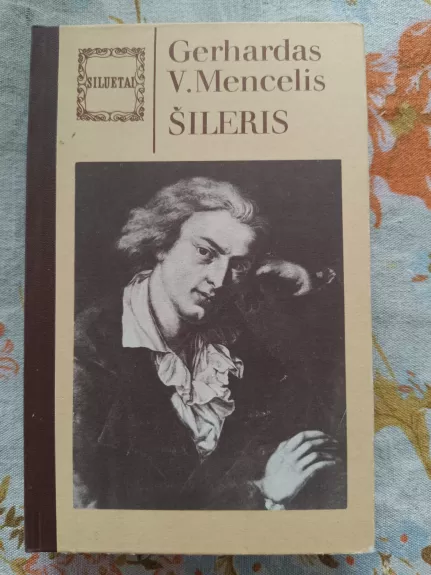 SILUETAI
Gerhardas
V. Mencelis
ŠILERIS